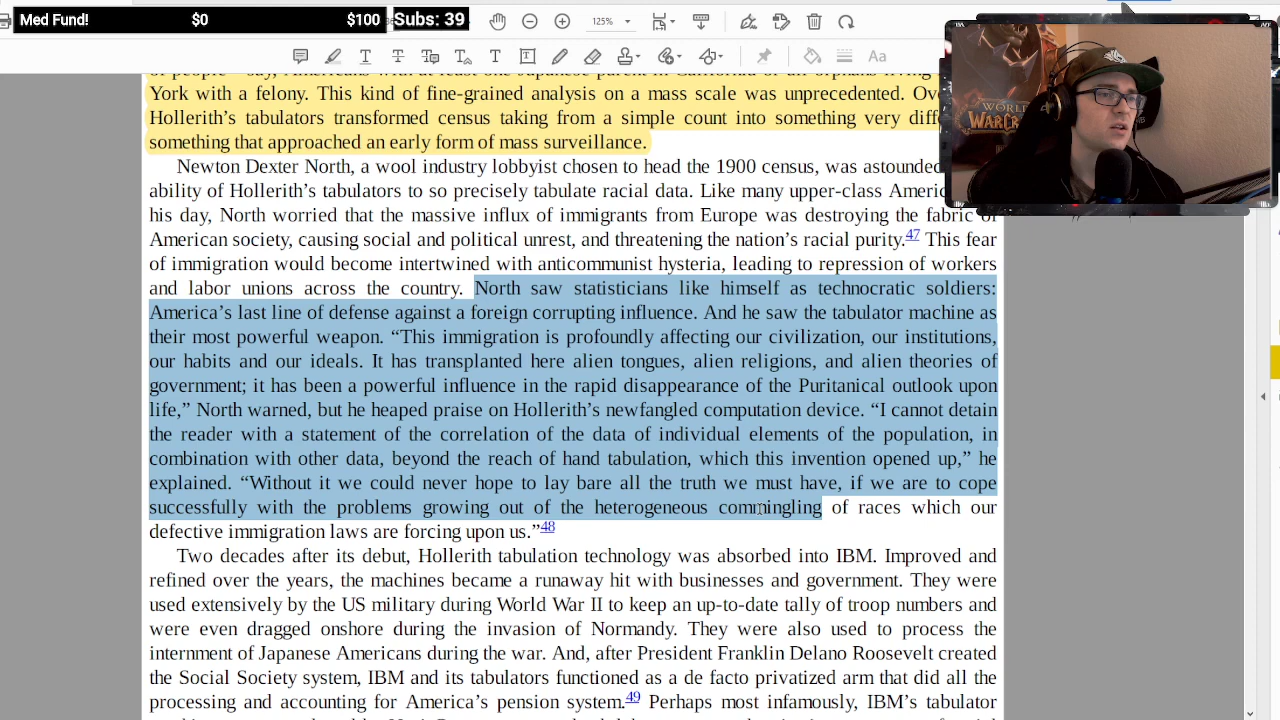 Med Fund! $0 $100 Subs: 39
125%
York with a felony. This kind of fine-grained analysis on a mass scale was unprecedented.
Hollerith’s tabulators transformed census taking from a simple count into something very
something that approached an early form of mass surveillance.
Newton Dexter North, a wool industry lobbyist chosen to head the 1900 census, was astounded
ability of Hollerith’s tabulators to so precisely tabulate racial data. Like many upper-class
his day, North worried that the massive influx of immigrants from Europe was destroying the fabric of
American society, causing social and political unrest, and threatening the nation’s racial purity.47 This fear
of immigration would become intertwined with anticommunist hysteria, leading to repression of workers
and labor unions across the country. North saw statisticians like himself as technocratic soldiers:
America’s last line of defense against a foreign corrupting influence. And he saw the tabulator machine as
their most powerful weapon. “This immigration is profoundly affecting our civilization, our institutions,
our habits and our ideals. It has transplanted here alien tongues, alien religions, and alien theories of
government; it has been a powerful influence in the rapid disappearance of the Puritanical outlook upon
life,” North warned, but he heaped praise on Hollerith’s newfangled computation device. “I cannot detain
the reader with a statement of the correlation of the data of individual elements of the population, in
combination with other data, beyond the reach of hand tabulation, which this invention opened up,” he
explained. “Without it we could never hope to lay bare all the truth we must have, if we are to cope
successfully with the problems growing out of the heterogeneous commingling of races which our
defective immigration laws are forcing upon us.”48
Two decades after its debut, Hollerith tabulation technology was absorbed into IBM. Improved and
refined over the years, the machines became a runaway hit with businesses and government. They were
used extensively by the US military during World War II to keep an up-to-date tally of troop numbers and
were even dragged onshore during the invasion of Normandy. They were also used to process the
internment of Japanese Americans during the war. And, after President Franklin Delano Roosevelt created
the Social Society system, IBM and its tabulators functioned as a de facto privatized arm that did all the
processing and accounting for America’s pension system.49 Perhaps most infamously, IBM’s tabulator